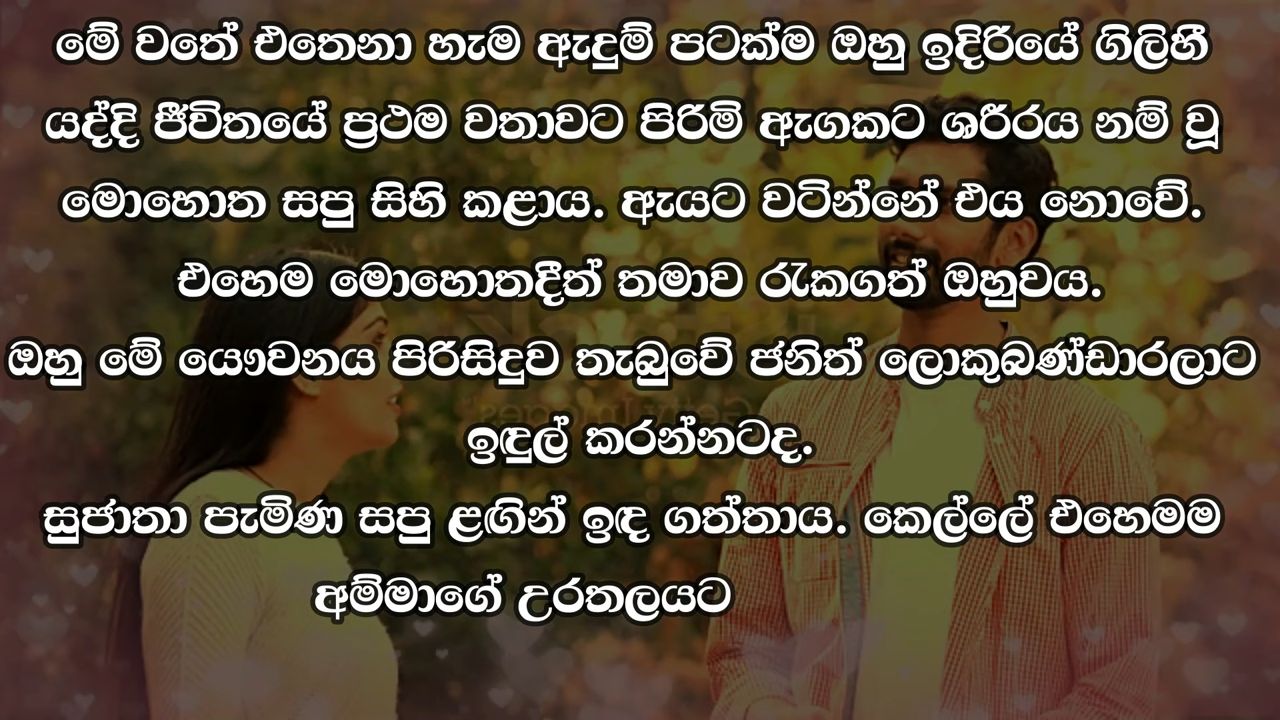 මේ වතේ එතෙනා හැම ඇදුම් පටක්ම ඔහු ඉදිරියේ ගිලිහී
යද්දි ජීවිතයේ ප්‍රථම වතාවට පිරිමි ඇගකට ශරීරය නම් වූ
මොහොත සපු සිහි කළාය. ඇයට වටින්නේ එය නොවේ.
එහෙම මොහොතදීත් තමාව රැකගත් ඔහුවය.
ඔහු මේ යෞවනය පිරිසිදුව තැබුවේ ජනිත් ලොකුබණ්ඩාරලාට
ඉඳුල් කරන්නටද.
සුජාතා පැමිණ සපු ළඟින් ඉඳ ගත්තාය. කෙල්ලේ එහෙමම
අම්මාගේ උරතලයට